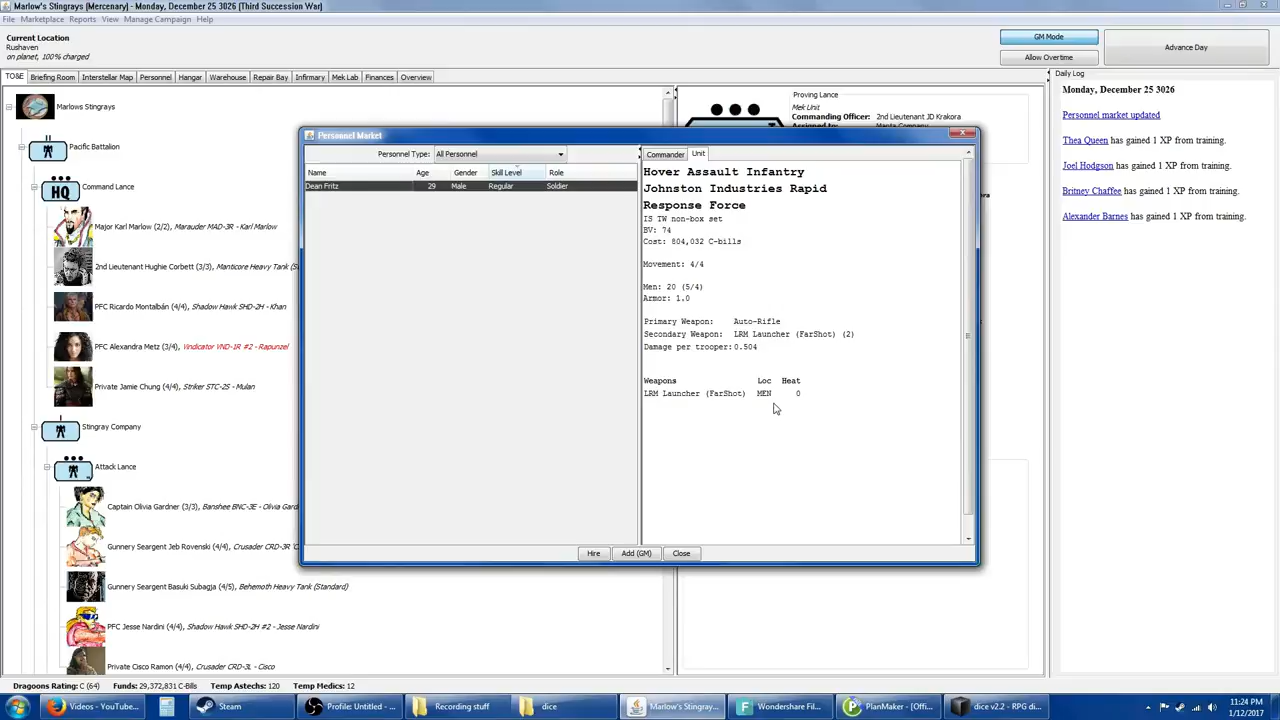 Marlow's Stingrays (Mercenary) - Monday, December 25 3026 (Third Succession War)
File Marketplace Reports View Manage Campaign Help
Current Location
Rushaven
on planet, 100% charged
GM Mode
Allow Overtime
Advance Day
TO&E Briefing Room Interstellar Map Personnel Hangar Warehouse Repair Bay Infirmary Mek Lab Finances Overview
Marlows Stingrays
Pacific Battalion
HQ Command Lance
Major Karl Marlow (2/2), Marauder MAD-3R - Karl Marlow
2nd Lieutenant Hughie Corbett (3/3), Manticore Heavy Tank
PFC Ricardo Montalbán (4/4), Shadow Hawk SHD-2H - Khan
PFC Alexandra Metz (3/4), Vindicator VND-1R #2 - Rapunzel
Private Jamie Chung (4/4), Striker STC-2S - Mulan
Stingray Company
Attack Lance
Captain Olivia Gardner (3/3), Banshee BNC-3E - Olivia
Gunnery Seargent Jeb Rovenski (4/4), Crusader CRD-3R
Gunnery Seargent Basuki Subagja (4/5), Behemoth Heavy Tank (Standard)
PFC Jesse Nardini (4/4), Shadow Hawk SHD-2H #2 - Jesse Nardini
Private Cisco Ramon (4/4), Crusader CRD-3L - Cisco
Proving Lance
Mek Unit
Commanding Officer: 2nd Lieutenant JD Krakora
Assigned to: Manta Company
Personnel Market
Personnel Type: All Personnel
Name Age Gender Skill Level Role
Dean Fritz 29 Male Regular Soldier
Commander Unit
Hover Assault Infantry
Johnston Industries Rapid
Response Force
IS TW non-box set
BV: 74
Cost: 804,032 C-bills
Movement: 4/4
Men: 20 (5/4)
Armor: 1.0
Primary Weapon: Auto-Rifle
Secondary Weapon: LRM Launcher (FarShot) (2)
Damage per trooper: 0.504
Weapons Loc Heat
LRM Launcher (FarShot) MEN 0
Hire Add (GM) Close
Daily Log
Monday, December 25 3026
Personnel market updated
Thea Queen has gained 1 XP from training.
Joel Hodgson has gained 1 XP from training.
Britney Chaffee has gained 1 XP from training.
Alexander Barnes has gained 1 XP from training.
Dragoons Rating: C (64) Funds: 29,372,831 C-Bills Temp Astechs: 120 Temp Medics: 12
Videos - YouTube... Steam Profile: Untitled -... Recording stuff dice Marlow's Stingray... Wondershare Film... PlanMaker - [Offi... dice v2.2 - RPG di...
11:24 PM
1/12/2017